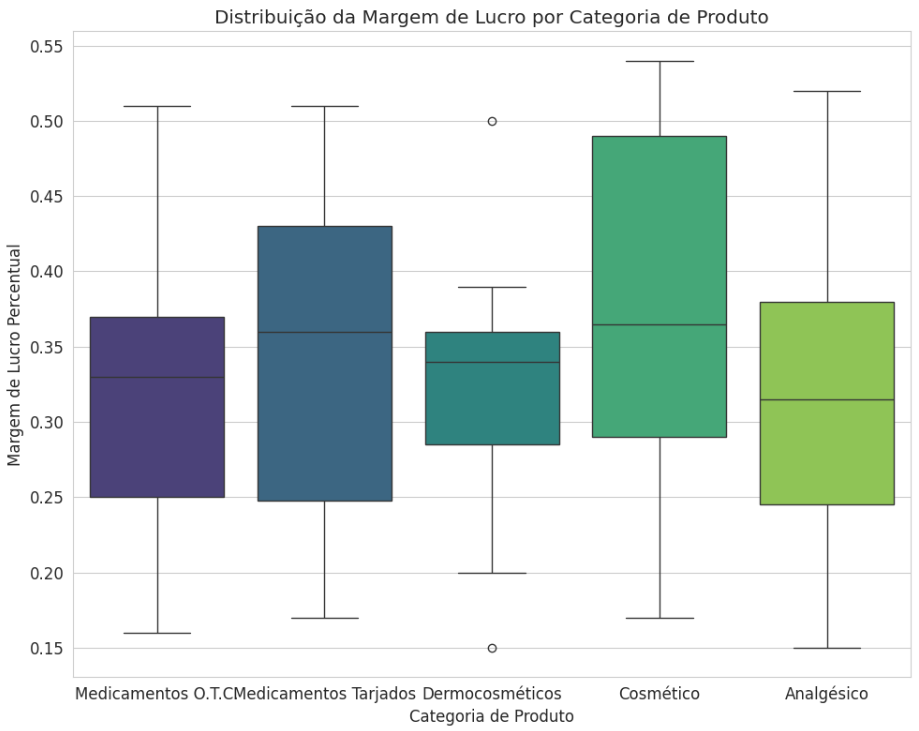 Distribuição da Margem de Lucro por Categoria de Produto
Margem de Lucro Percentual
0.55
0.50
0.45
0.40
0.35
0.30
0.25
0.20
0.15
Medicamentos O.T.C Medicamentos Tarjados Dermocosméticos Cosmético Analgésico
Categoria de Produto